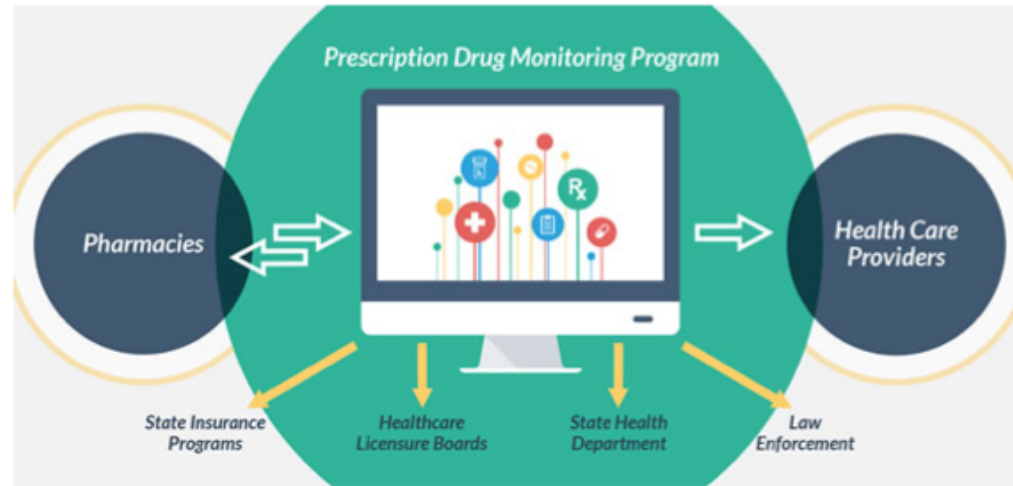 Prescription Drug Monitoring Program
Pharmacies
Rx
Health Care
Providers
State Insurance
Programs
Healthcare
Licensure Boards
State Health
Department
Law
Enforcement